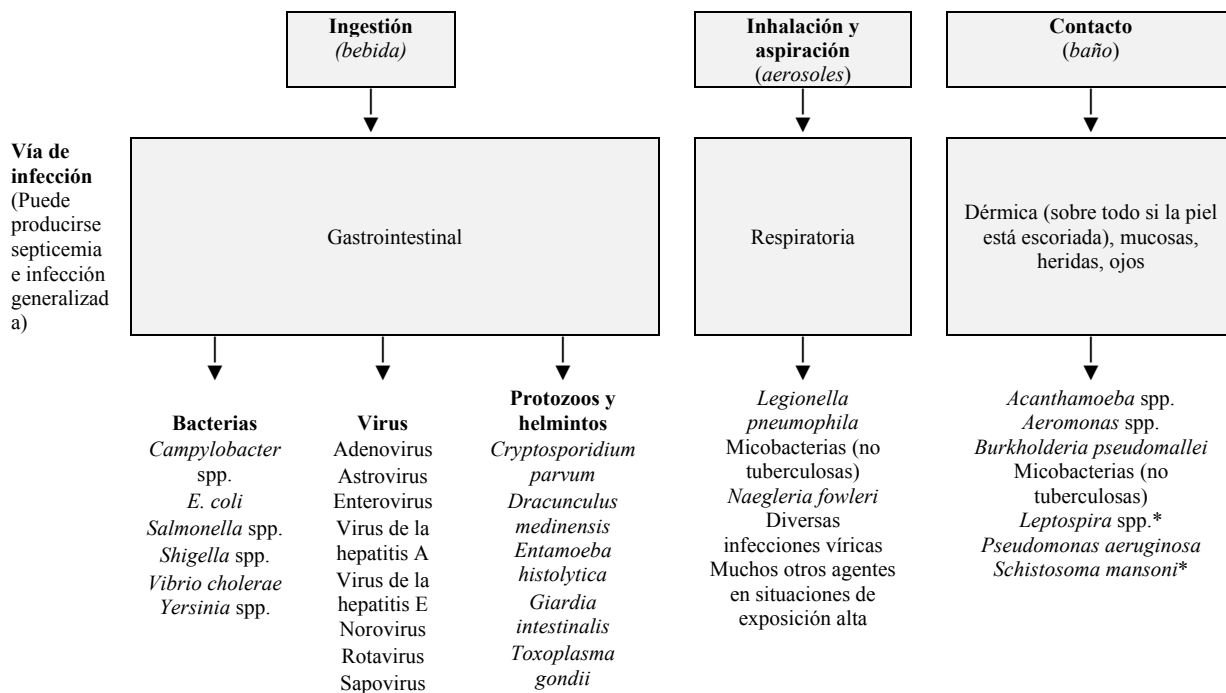 Ingestión
(bebida)
Inhalación y
aspiración
(aerosoles)
Contacto
(baño)
Vía de
infección
(Puede
producirse
septicemia
e infección
generalizad
a)
Gastrointestinal
Respiratoria
Dérmica (sobre todo si la piel
está escoriada), mucosas,
heridas, ojos
Bacterias
Campylobacter
spp.
E. coli
Salmonella spp.
Shigella spp.
Vibrio cholerae
Yersinia spp.
Virus
Adenovirus
Astrovirus
Enterovirus
Virus de la
hepatitis A
Virus de la
hepatitis E
Norovirus
Rotavirus
Sapovirus
Protozoos y
helmintos
Cryptosporidium
parvum
Dracunculus
medinensis
Entamoeba
histolytica
Giardia
intestinalis
Toxoplasma
gondii
Legionella
pneumophila
Micobacterias (no
tuberculosas)
Naegleria fowleri
Diversas
infecciones víricas
Muchos otros agentes
en situaciones de
exposición alta
Acanthamoeba spp.
Aeromonas spp.
Burkholderia pseudomallei
Micobacterias (no
tuberculosas)
Leptospira spp.*
Pseudomonas aeruginosa
Schistosoma mansoni*